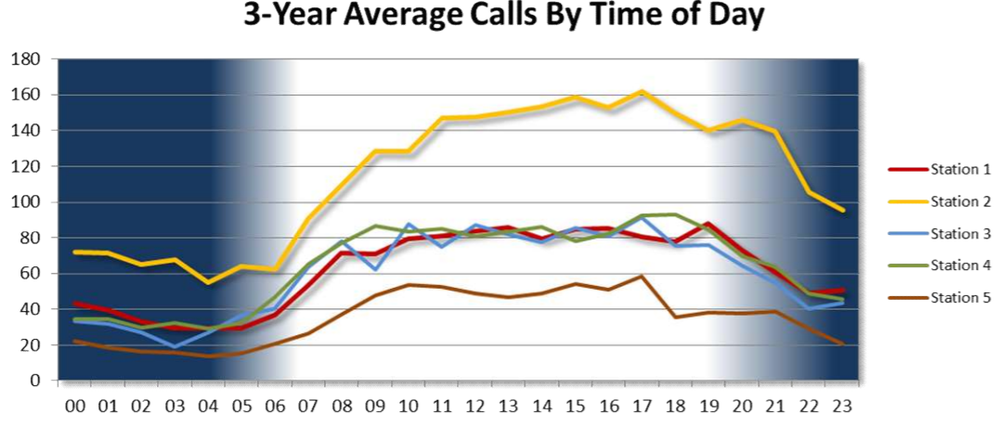 3-Year Average Calls By Time of Day
180
160
140
120
100
80
60
40
20
0
00 01 02 03 04 05 06 07 08 09 10 11 12 13 14 15 16 17 18 19 20 21 22 23
Station 1
Station 2
Station 3
Station 4
Station 5